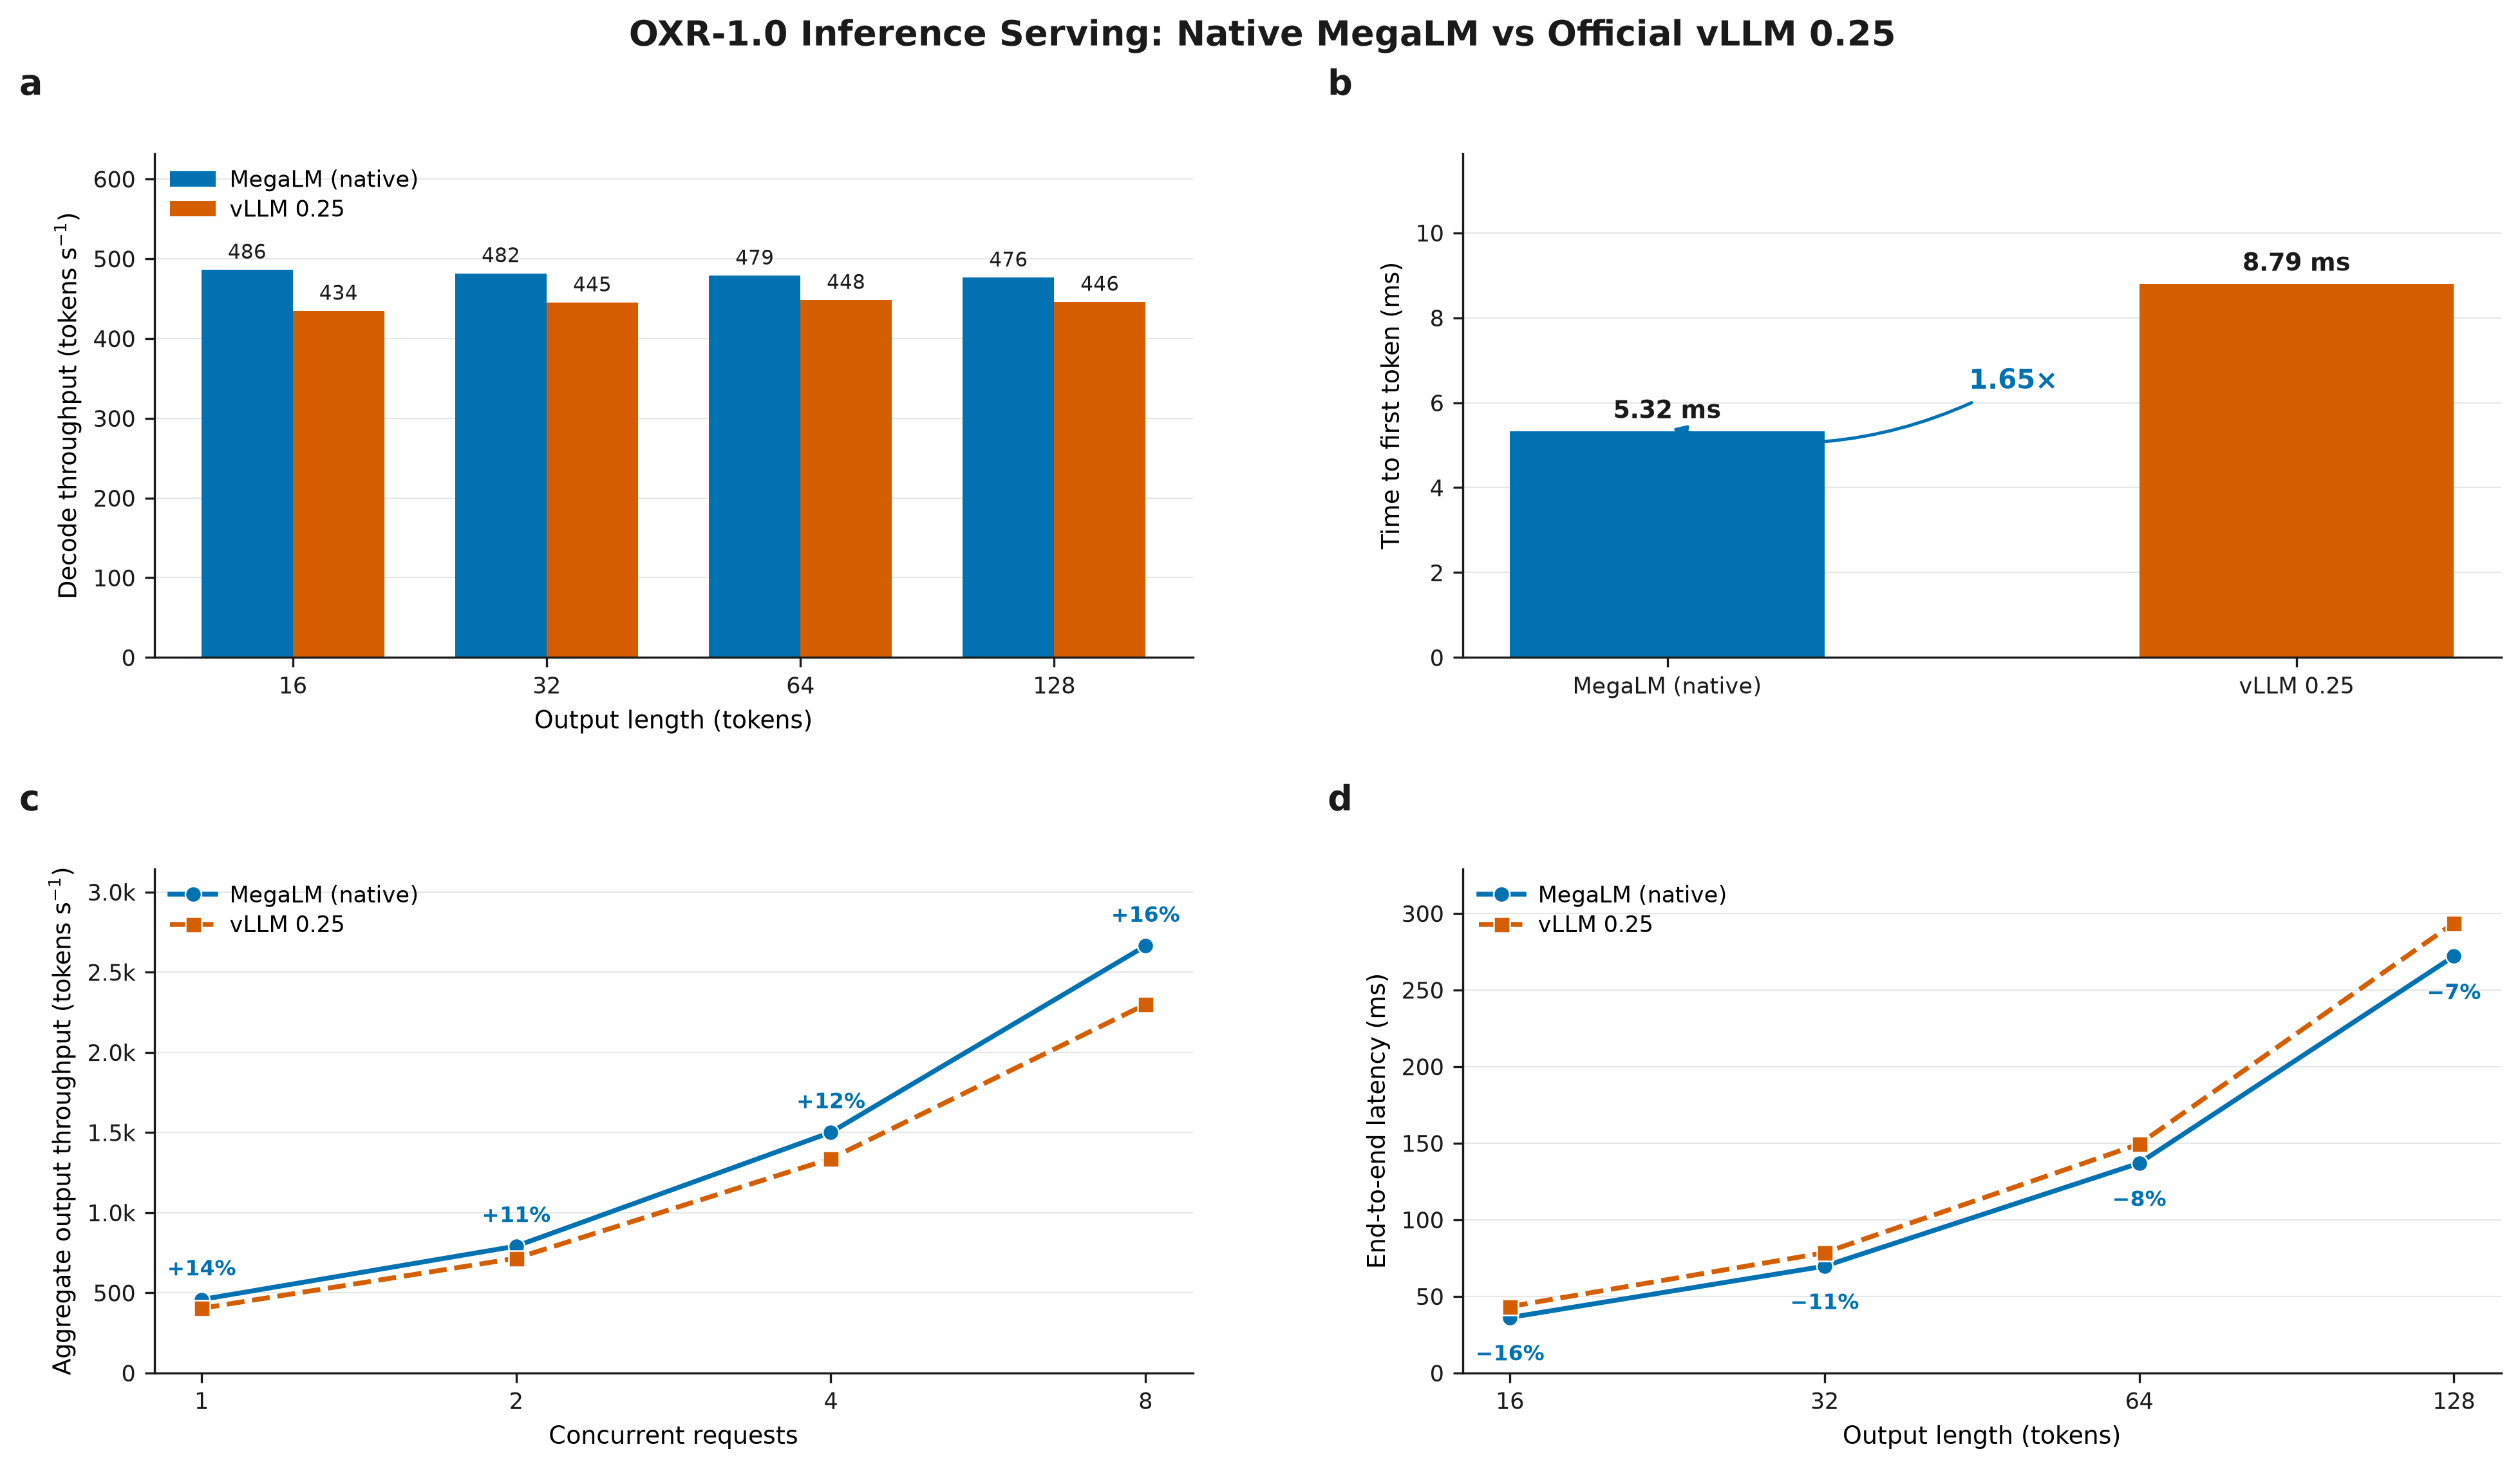 OXR-1.0 Inference Serving: Native MegaLM vs Official vLLM 0.25
a
MegaLM (native)
vLLM 0.25
Decode throughput (tokens s⁻¹)
600
500
400
300
200
100
0
486
434
482
445
479
448
476
446
16
32
64
128
Output length (tokens)
b
Time to first token (ms)
10
8
6
4
2
0
5.32 ms
1.65×
8.79 ms
MegaLM (native)
vLLM 0.25
c
MegaLM (native)
vLLM 0.25
Aggregate output throughput (tokens s⁻¹)
3.0k
2.5k
2.0k
1.5k
1.0k
500
0
+14%
+11%
+12%
+16%
1
2
4
8
Concurrent requests
d
MegaLM (native)
vLLM 0.25
End-to-end latency (ms)
300
250
200
150
100
50
0
−16%
−11%
−8%
−7%
16
32
64
128
Output length (tokens)